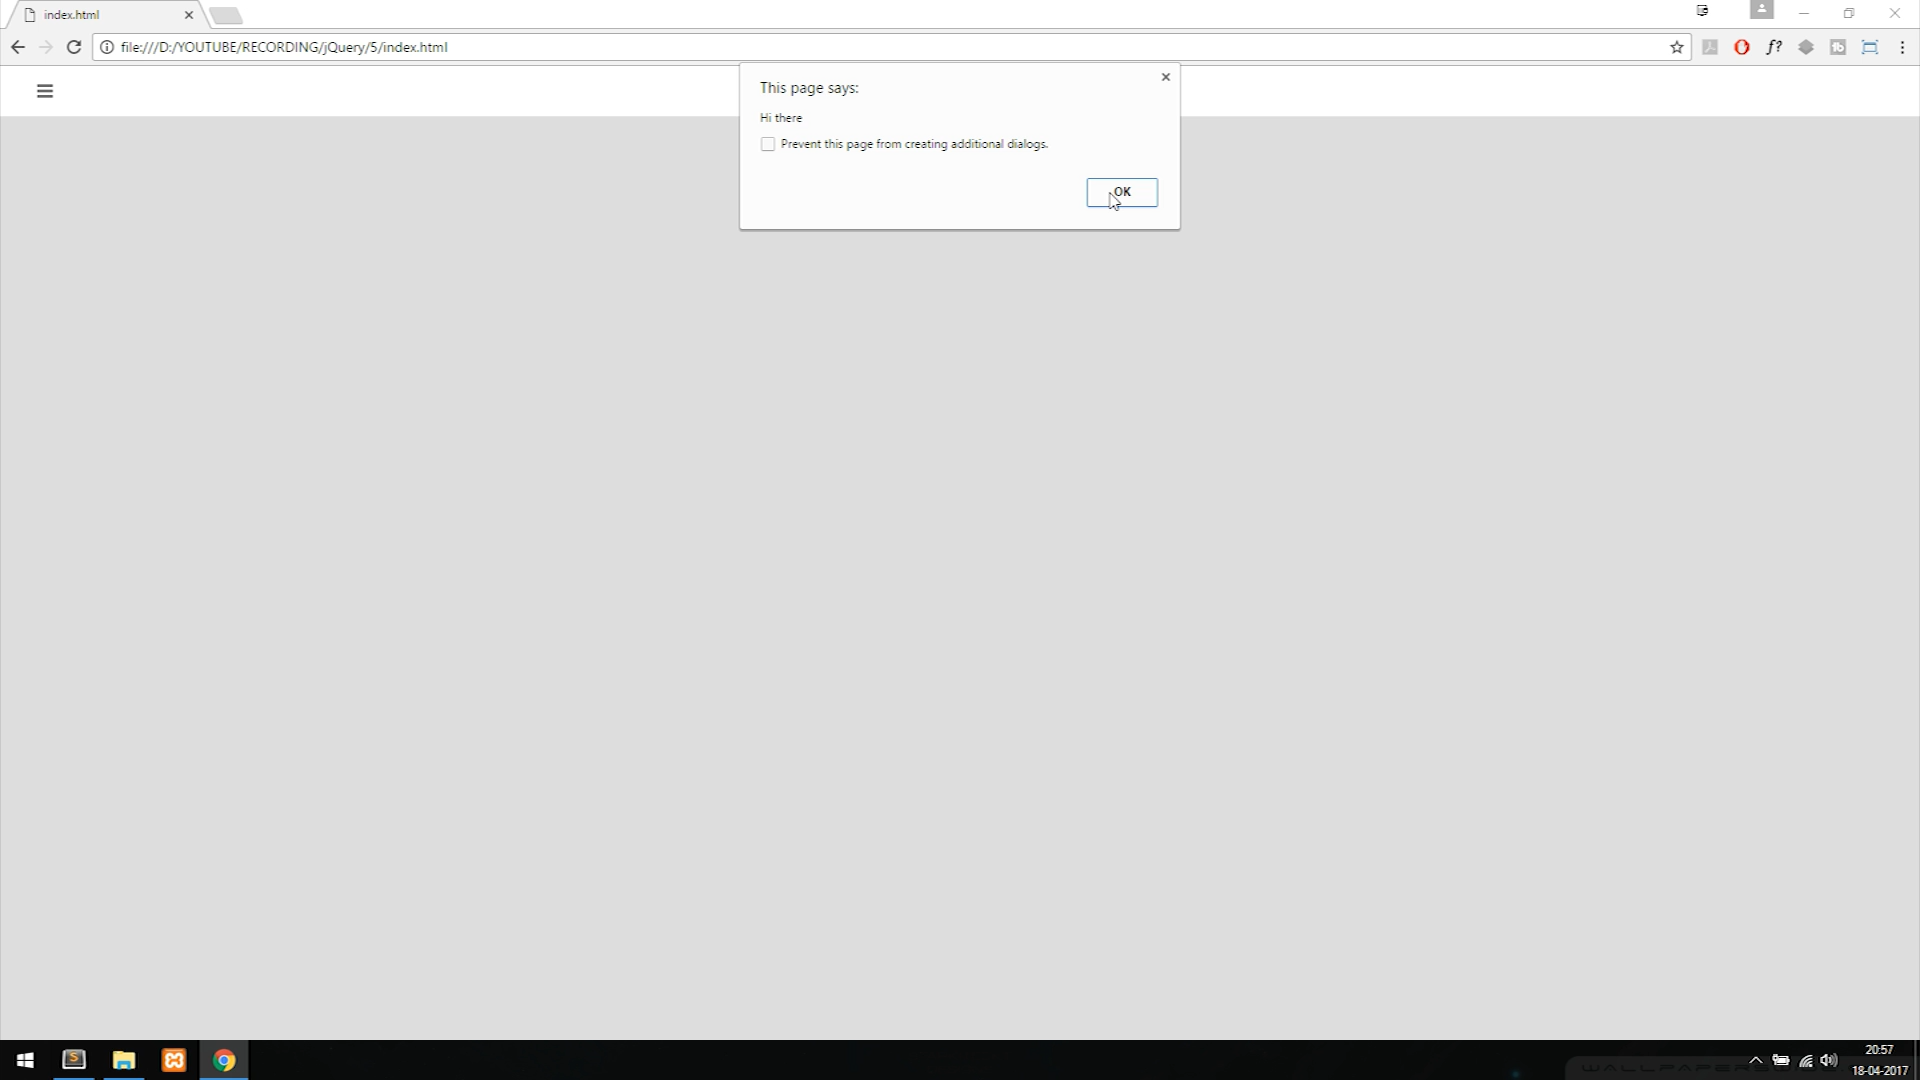 index.html
file:///D:/YOUTUBE/RECORDING/jQuery/5/index.html
f?
This page says:
Hi there
Prevent this page from creating additional dialogs.
OK
20:57
18-04-2017